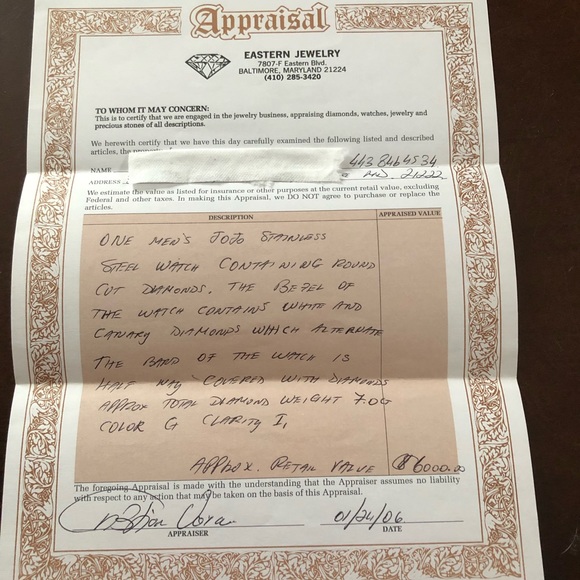 Appraisal
EASTERN JEWELRY
7807-F Eastern Blvd.
BALTIMORE, MARYLAND 21224
(410) 285-3420
TO WHOM IT MAY CONCERN:
This is to certify that we are engaged in the jewelry business, appraising diamonds, watches, jewelry and
precious stones of all descriptions.
We herewith certify that we have this day carefully examined the following listed and described
articles, the
NAME 443 846 4534
ADDRESS MD. 21222
We estimate the value as listed for insurance or other purposes at the current retail value, excluding
Federal and other taxes. In making this Appraisal, we DO NOT agree to purchase or replace the
articles.
DESCRIPTION APPRAISED VALUE
ONE MEN'S JOJO STAINLESS
STEEL WATCH CONTAINING ROUND
CUT DIAMONDS. THE BEZEL OF
THE WATCH CONTAINS WHITE AND
CANARY DIAMONDS WHICH ALTERNATE
THE BAND OF THE WATCH IS
HALF WAY COVERED WITH DIAMONDS
APPROX TOTAL DIAMOND WEIGHT 7.0G
COLOR G CLARITY I1
APPROX. RETAIL VALUE $6000.00
The foregoing Appraisal is made with the understanding that the Appraiser assumes no liability
with respect to any action that may be taken on the basis of this Appraisal.
01/24/06
APPRAISER DATE